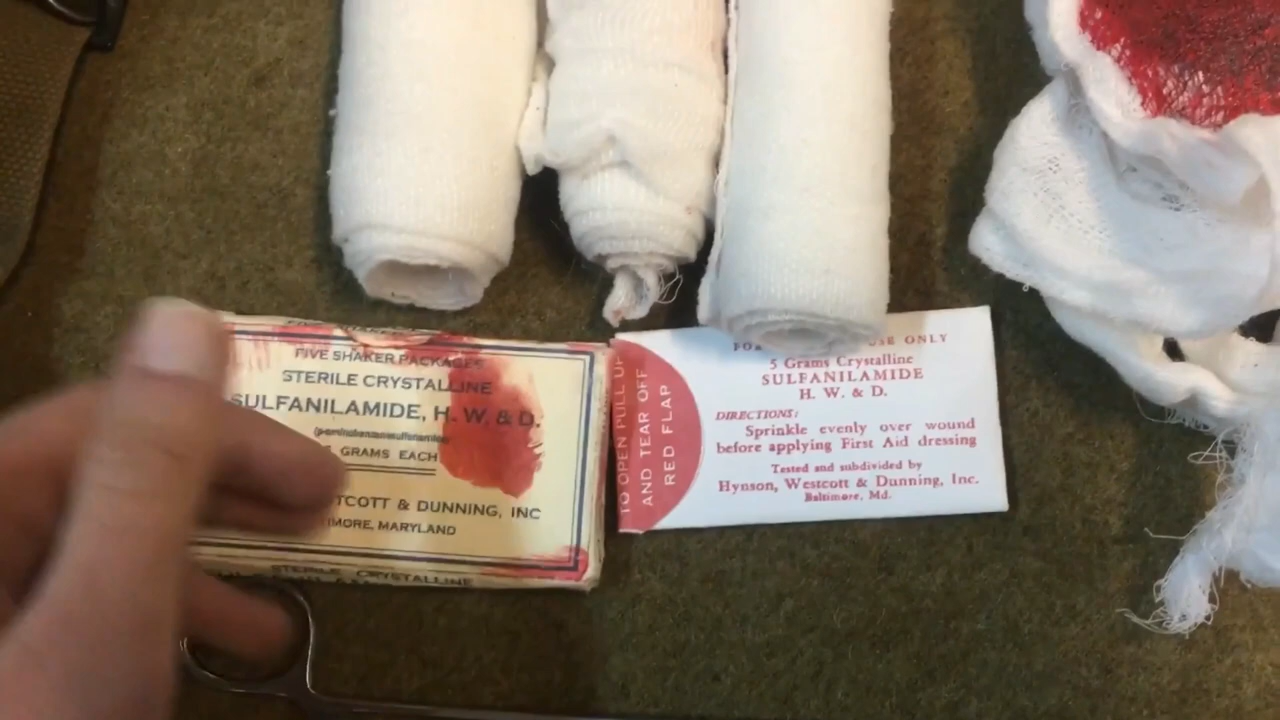 FIVE SHAKER PACKAGES
STERILE CRYSTALLINE
SULFANILAMIDE, H. W. & D.
GRAMS EACH
& DUNNING, INC
MARYLAND
STERILE CRYSTALLINE
TO OPEN PULL UP
AND TEAR OFF
RED FLAP
USE ONLY
5 Grams Crystalline
SULFANILAMIDE
H. W. & D.
DIRECTIONS:
Sprinkle evenly over wound
before applying First Aid dressing
Tested and subdivided by
Hynson, Westcott & Dunning, Inc.
Baltimore, Md.